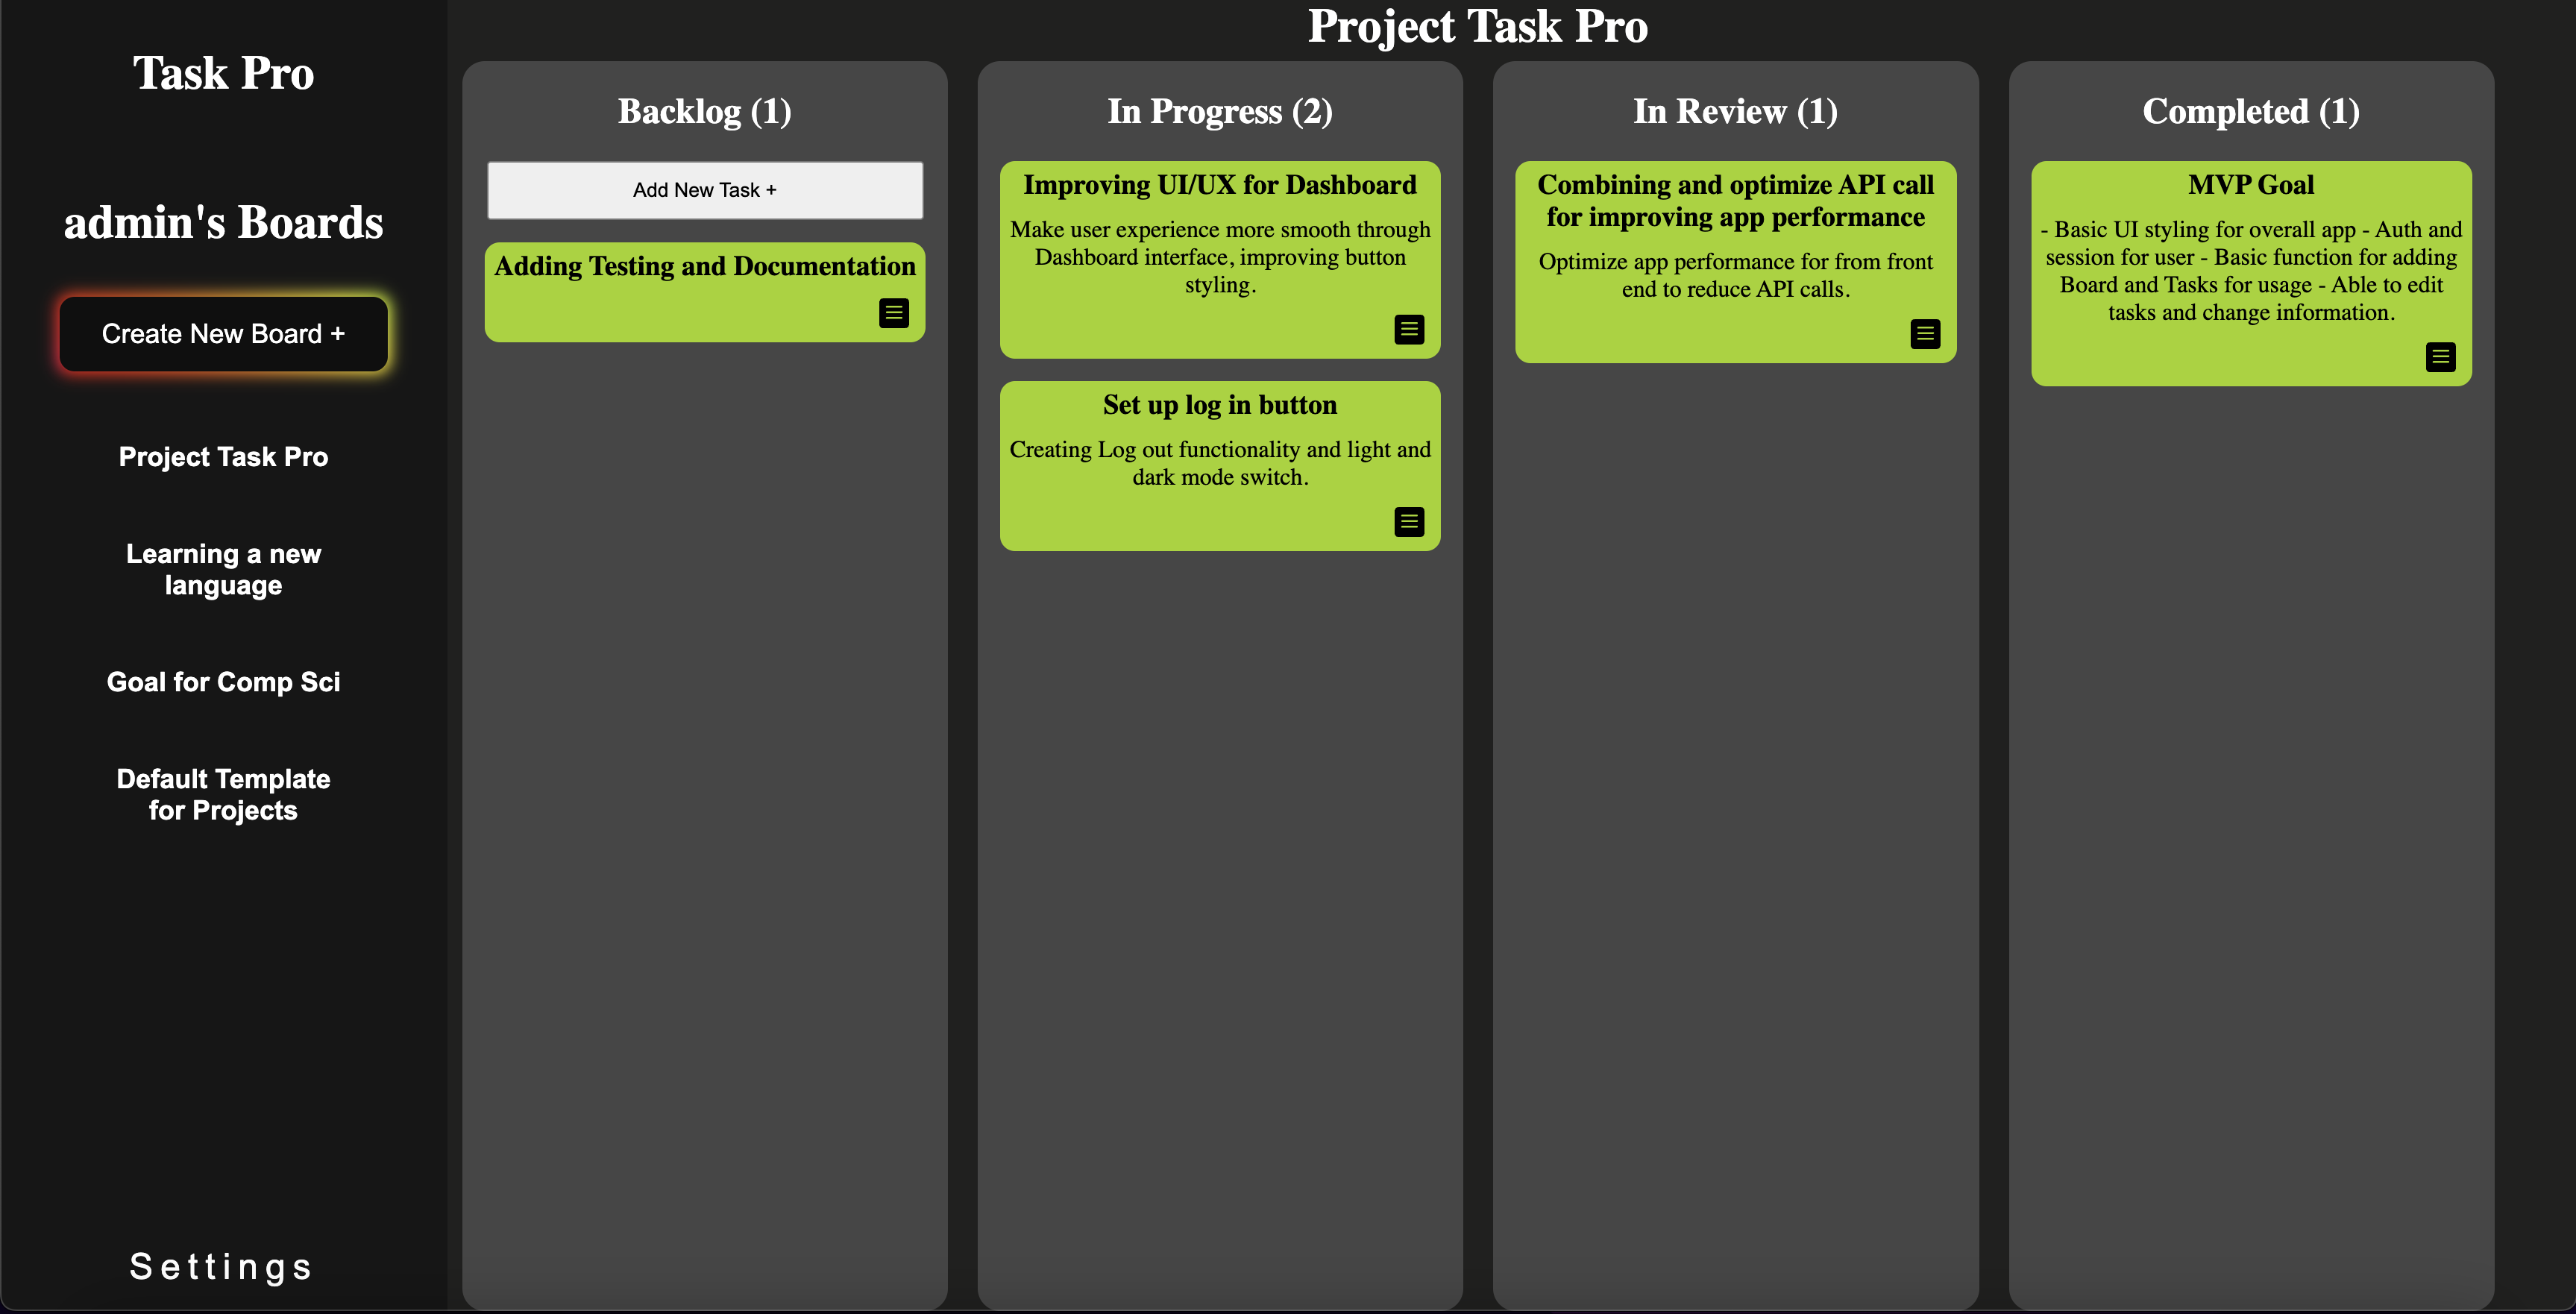 Task Pro
admin's Boards
Create New Board +
Project Task Pro
Learning a new
language
Goal for Comp Sci
Default Template
for Projects
Settings
Project Task Pro
Backlog (1)
Add New Task +
Adding Testing and Documentation
In Progress (2)
Improving UI/UX for Dashboard
Make user experience more smooth through
Dashboard interface, improving button
styling.
Set up log in button
Creating Log out functionality and light and
dark mode switch.
In Review (1)
Combining and optimize API call
for improving app performance
Optimize app performance for from front
end to reduce API calls.
Completed (1)
MVP Goal
- Basic UI styling for overall app - Auth and
session for user - Basic function for adding
Board and Tasks for usage - Able to edit
tasks and change information.